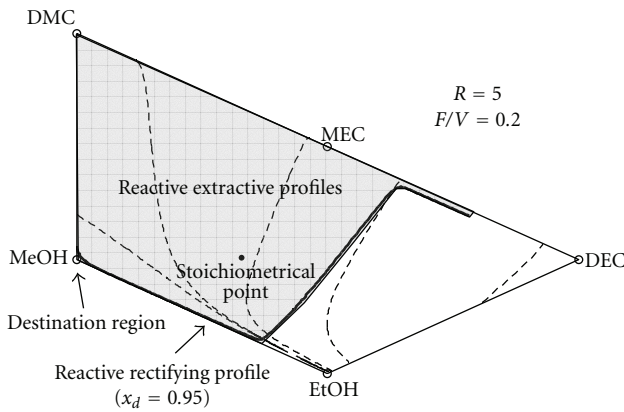 DMC
R = 5
F/V = 0.2
MEC
Reactive extractive profiles
MeOH
Stoichiometrical
point
DEC
Destination region
Reactive rectifying profile
(x_d = 0.95)
EtOH